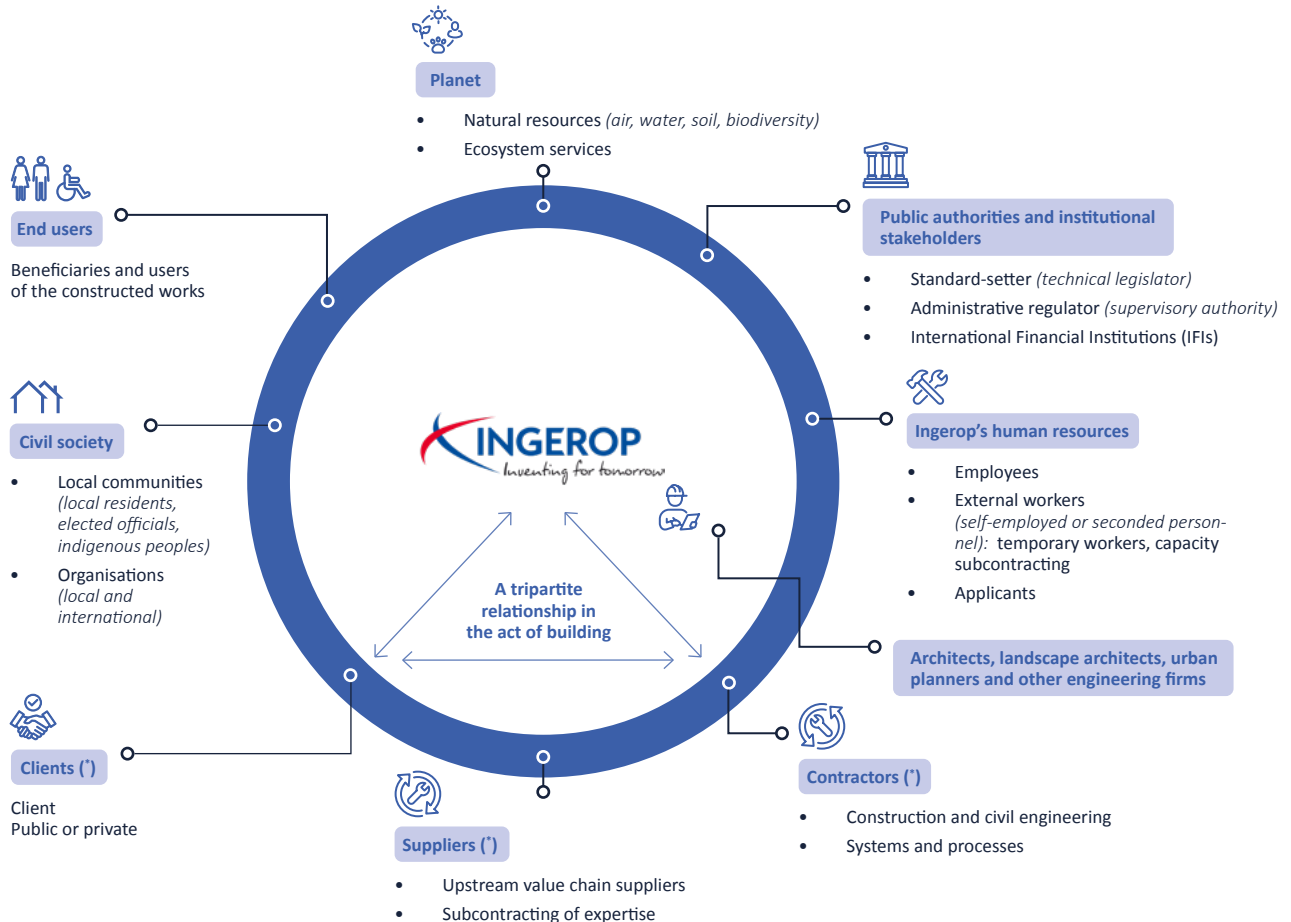 Planet
• Natural resources (air, water, soil, biodiversity)
• Ecosystem services
End users
Beneficiaries and users
of the constructed works
Public authorities and institutional
stakeholders
• Standard-setter (technical legislator)
• Administrative regulator (supervisory authority)
• International Financial Institutions (IFIs)
Civil society
• Local communities
(local residents,
elected officials,
indigenous peoples)
• Organisations
(local and
international)
INGEROP
Inventing for tomorrow
A tripartite
relationship in
the act of building
Ingerop's human resources
• Employees
• External workers
(self-employed or seconded person-
nel): temporary workers, capacity
subcontracting
• Applicants
Architects, landscape architects, urban
planners and other engineering firms
Clients (*)
Client
Public or private
Suppliers (*)
• Upstream value chain suppliers
• Subcontracting of expertise
Contractors (*)
• Construction and civil engineering
• Systems and processes